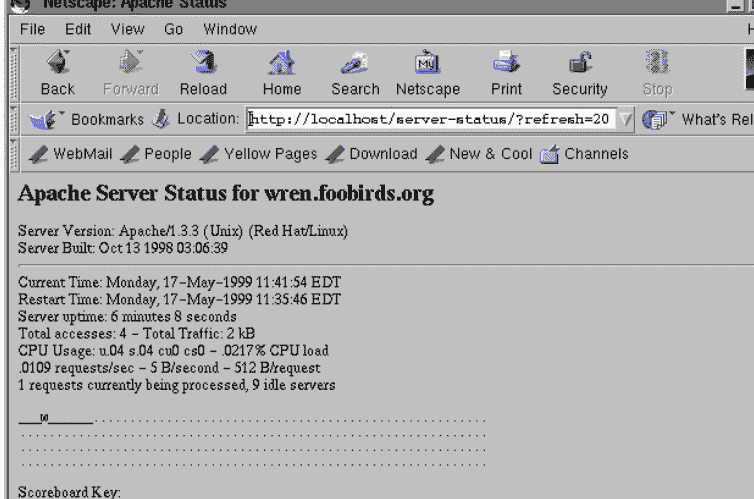 Netscape: Apache Status
File Edit View Go Window H
Back Forward Reload Home Search Netscape Print Security Stop
My
Bookmarks Location: http://localhost/server-status/?refresh=20 What's Rel
WebMail People Yellow Pages Download New & Cool Channels
Apache Server Status for wren.foobirds.org
Server Version: Apache/1.3.3 (Unix) (Red Hat/Linux)
Server Built: Oct 13 1998 03:06:39
Current Time: Monday, 17-May-1999 11:41:54 EDT
Restart Time: Monday, 17-May-1999 11:35:46 EDT
Server uptime: 6 minutes 8 seconds
Total accesses: 4 - Total Traffic: 2 kB
CPU Usage: u.04 s.04 cu0 cs0 - .0217% CPU load
.0109 requests/sec - 5 B/second - 512 B/request
1 requests currently being processed, 9 idle servers
___W______......................................................
................................................................
................................................................
................................................................
Scoreboard Key: